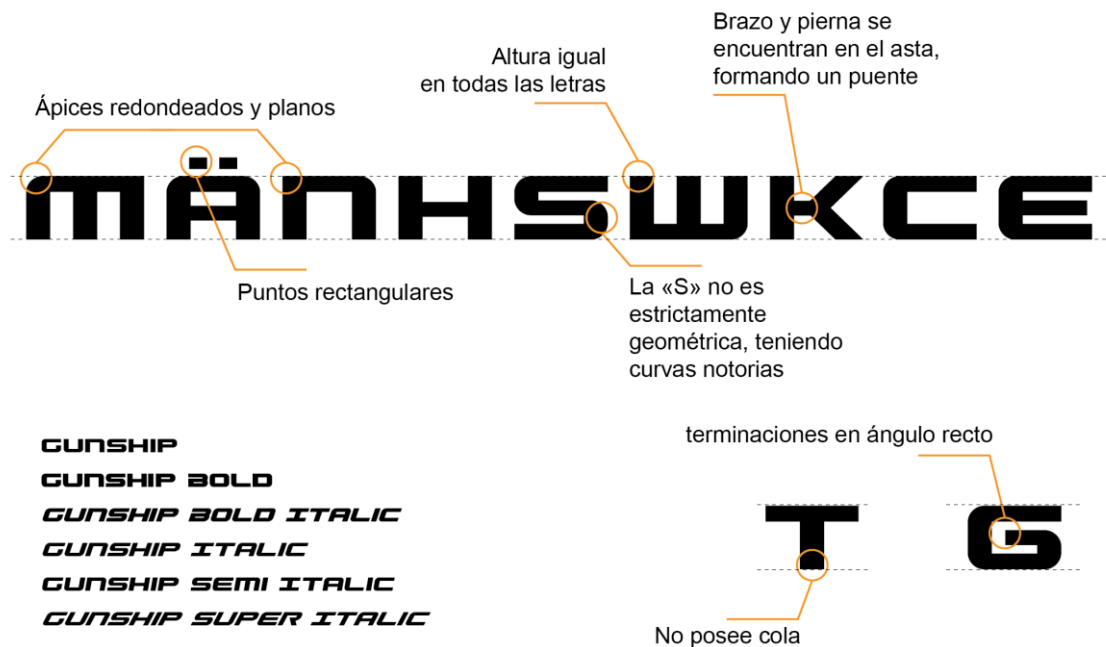 Brazo y pierna se
encuentran en el asta,
formando un puente
Altura igual
en todas las letras
Ápices redondeados y planos
MÄNHSWKCE
Puntos rectangulares
La «S» no es
estrictamente
geométrica, teniendo
curvas notorias
GUNSHIP
GUNSHIP BOLD
GUNSHIP BOLD ITALIC
GUNSHIP ITALIC
GUNSHIP SEMI ITALIC
GUNSHIP SUPER ITALIC
terminaciones en ángulo recto
T G
No posee cola